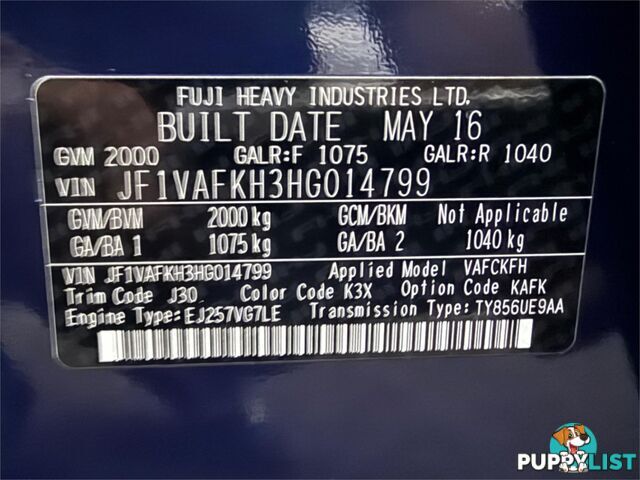 FUJI HEAVY INDUSTRIES LTD.
BUILT DATE MAY 16
GVM 2000 GALR:F 1075 GALR:R 1040
VIN JF1VAFKH3HG014799
GVM/BVM 2000 kg GCM/BKM Not Applicable
GA/BA 1 1075 kg GA/BA 2 1040 kg
VIN JF1VAFKH3HG014799 Applied Model VAFCKFH
Trim Code J30 Color Code K3X Option Code KAFK
Engine Type:EJ257VG7LE Transmission Type:TY856UE9AA
PUPPYLIST